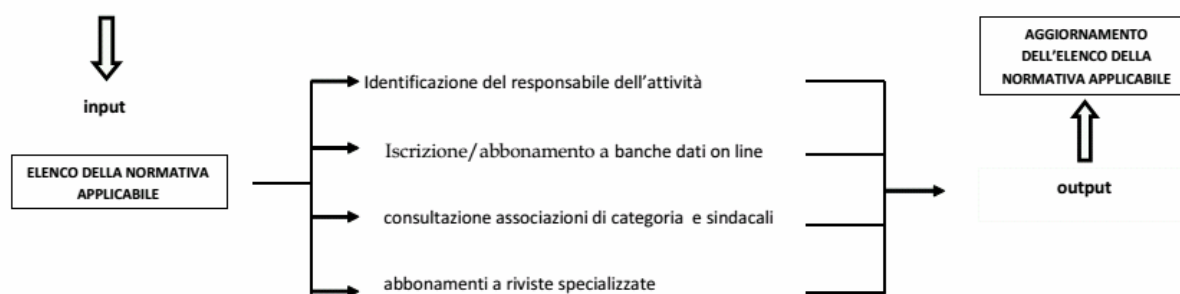 input
ELENCO DELLA NORMATIVA
APPLICABILE
Identificazione del responsabile dell'attività
Iscrizione/abbonamento a banche dati on line
consultazione associazioni di categoria e sindacali
abbonamenti a riviste specializzate
AGGIORNAMENTO
DELL'ELENCO DELLA
NORMATIVA APPLICABILE
output